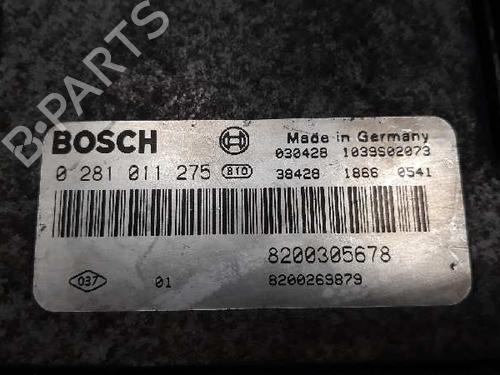 B-PARTS
BOSCH
Made in Germany
030428 1039S02073
0 281 011 275 810
38428 1866 0541
8200305678
037 01 8200269879